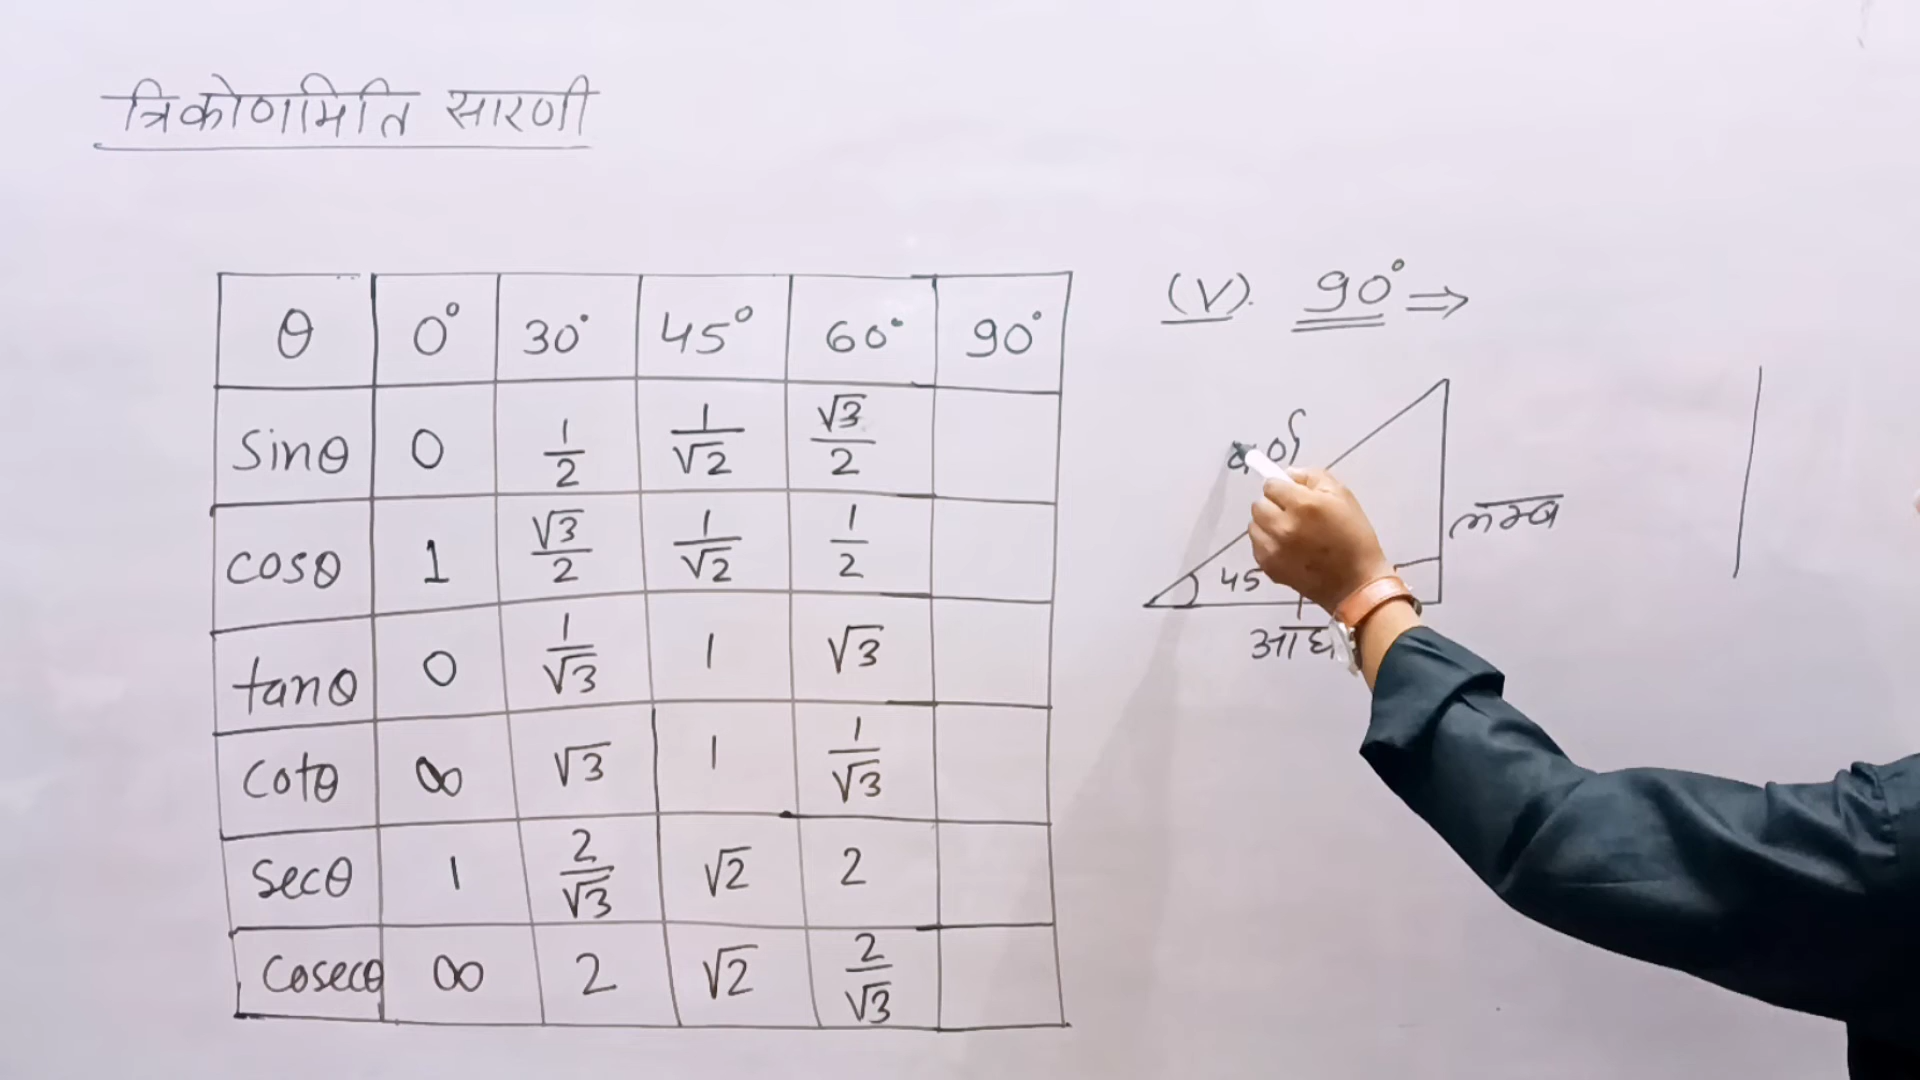 त्रिकोणमिति सारणी
θ 0° 30° 45° 60° 90°
sinθ 0 1/2 1/√2 √3/2
cosθ 1 √3/2 1/√2 1/2
tanθ 0 1/√3 1 √3
cotθ ∞ √3 1 1/√3
secθ 1 2/√3 √2 2
cosecθ ∞ 2 √2 2/√3
(V). 90° ⇒
लम्ब
45